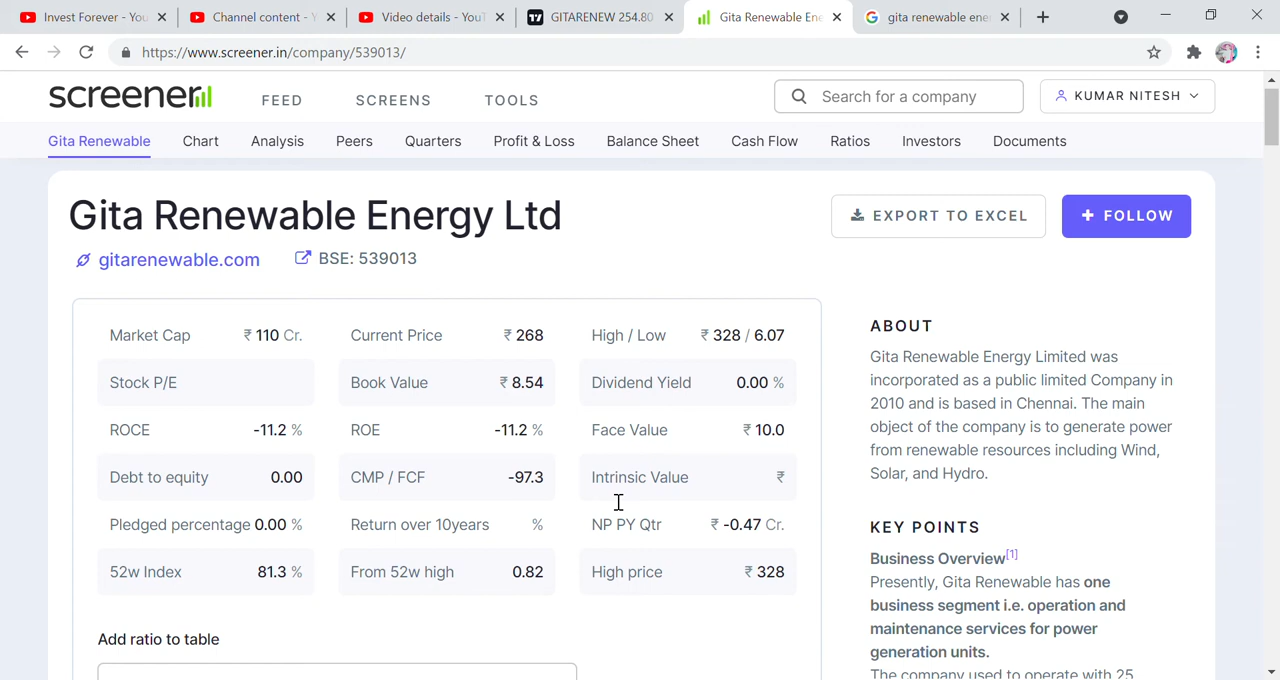 Invest Forever - You
Channel content - Y
Video details - YouT
GITARENEW 254.80
Gita Renewable Ene
gita renewable ene
https://www.screener.in/company/539013/
screener
FEED
SCREENS
TOOLS
Search for a company
KUMAR NITESH
Gita Renewable
Chart
Analysis
Peers
Quarters
Profit & Loss
Balance Sheet
Cash Flow
Ratios
Investors
Documents
Gita Renewable Energy Ltd
EXPORT TO EXCEL
+ FOLLOW
gitarenewable.com
BSE: 539013
Market Cap ₹ 110 Cr.
Current Price ₹ 268
High / Low ₹ 328 / 6.07
Stock P/E
Book Value ₹ 8.54
Dividend Yield 0.00 %
ROCE -11.2 %
ROE -11.2 %
Face Value ₹ 10.0
Debt to equity 0.00
CMP / FCF -97.3
Intrinsic Value ₹
Pledged percentage 0.00 %
Return over 10years %
NP PY Qtr ₹ -0.47 Cr.
52w Index 81.3 %
From 52w high 0.82
High price ₹ 328
Add ratio to table
ABOUT
Gita Renewable Energy Limited was
incorporated as a public limited Company in
2010 and is based in Chennai. The main
object of the company is to generate power
from renewable resources including Wind,
Solar, and Hydro.
KEY POINTS
Business Overview[1]
Presently, Gita Renewable has one
business segment i.e. operation and
maintenance services for power
generation units.
The company used to operate with 25